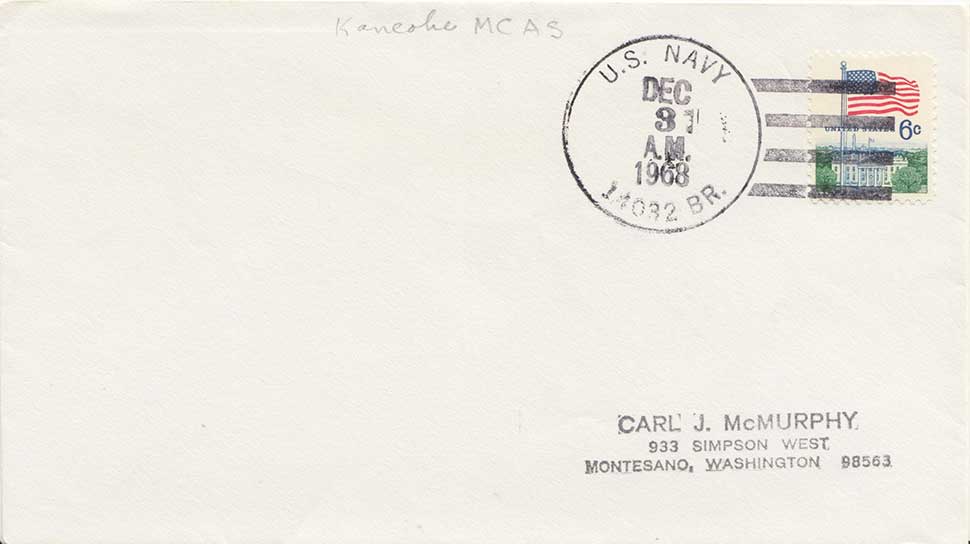 Kaneohe MCAS
U.S. NAVY
DEC
31
A.M.
1968
14032 BR.
UNITED STATES 6c
CARL J. McMURPHY
933 SIMPSON WEST
MONTESANO, WASHINGTON 98563